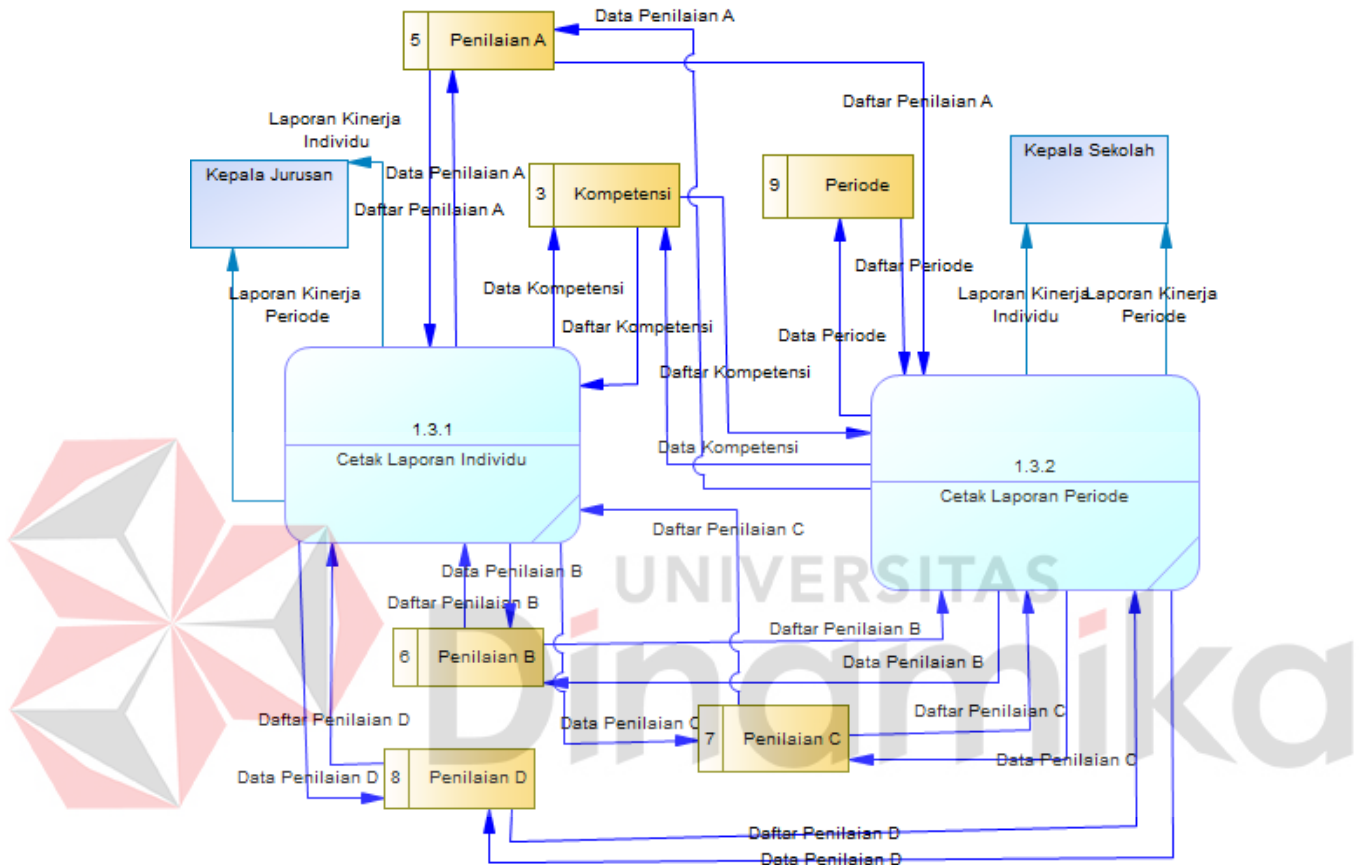 Data Penilaian A
5
Penilaian A
Daftar Penilaian A
Laporan Kinerja
Individu
Kepala Jurusan
Data Penilaian A
Daftar Penilaian A
3
Kompetensi
9
Periode
Kepala Sekolah
Laporan Kinerja
Periode
Data Kompetensi
Daftar Kompetensi
Daftar Periode
Data Periode
Laporan Kinerja
Individu
Laporan Kinerja
Periode
Daftar Kompetensi
1.3.1
Cetak Laporan Individu
Data Kompetensi
1.3.2
Cetak Laporan Periode
Daftar Penilaian C
Data Penilaian B
Daftar Penilaian B
UNIVERSITAS
Dinamika
6
Penilaian B
Daftar Penilaian B
Data Penilaian B
Daftar Penilaian D
Data Penilaian C
7
Penilaian C
Daftar Penilaian C
Data Penilaian C
Data Penilaian D
8
Penilaian D
Daftar Penilaian D
Data Penilaian D